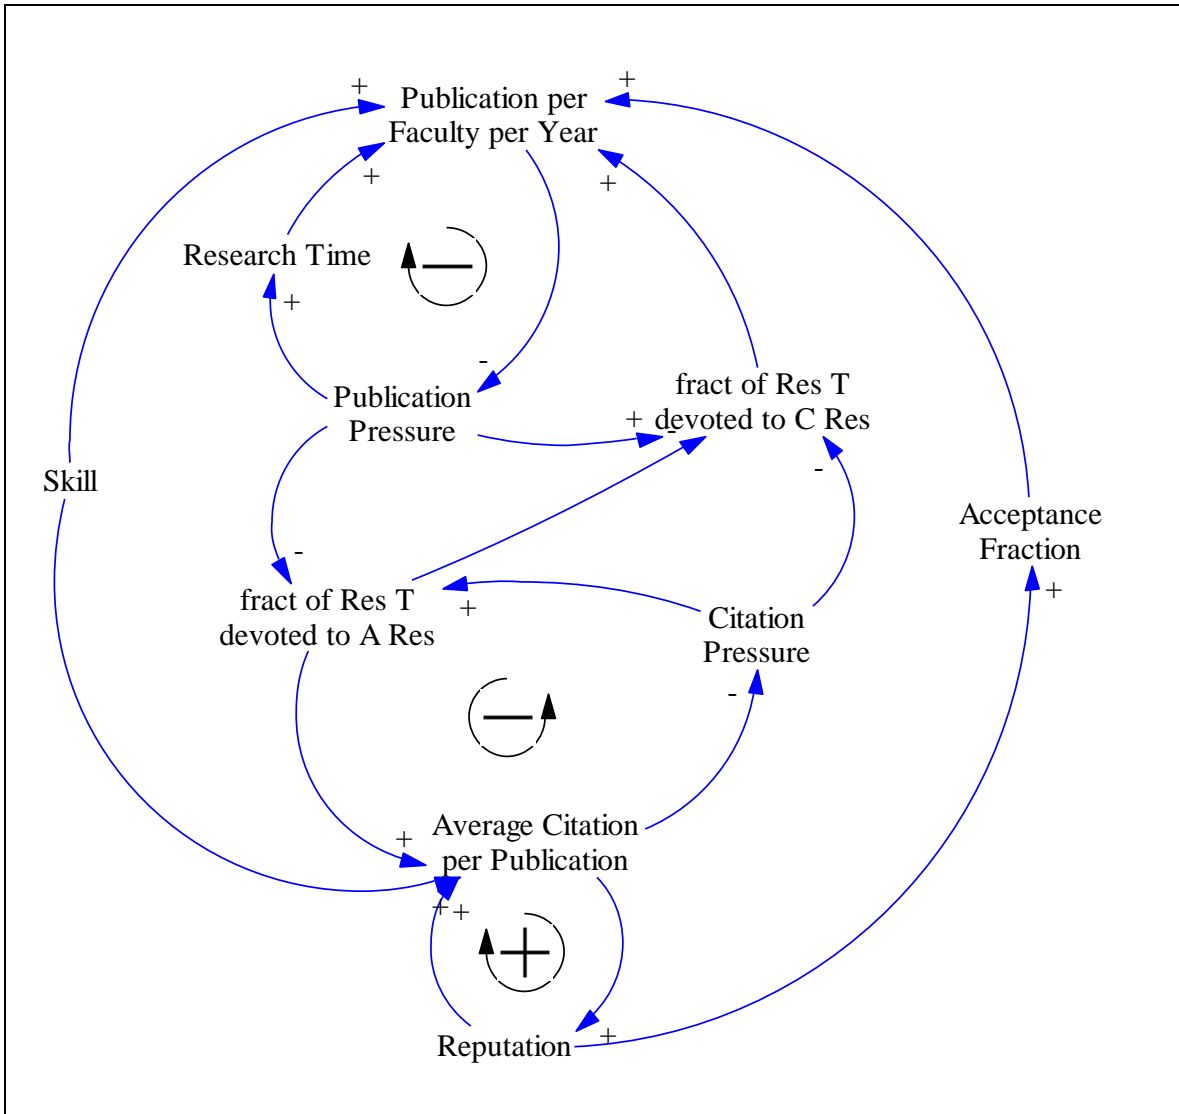 +
+
Publication per
Faculty per Year
+
+
Research Time
+
-
fract of Res T
devoted to C Res
Publication
Pressure
+
-
-
Skill
Acceptance
Fraction
-
fract of Res T
devoted to A Res
+
+
Citation
Pressure
-
Average Citation
per Publication
+
+
+
+
Reputation